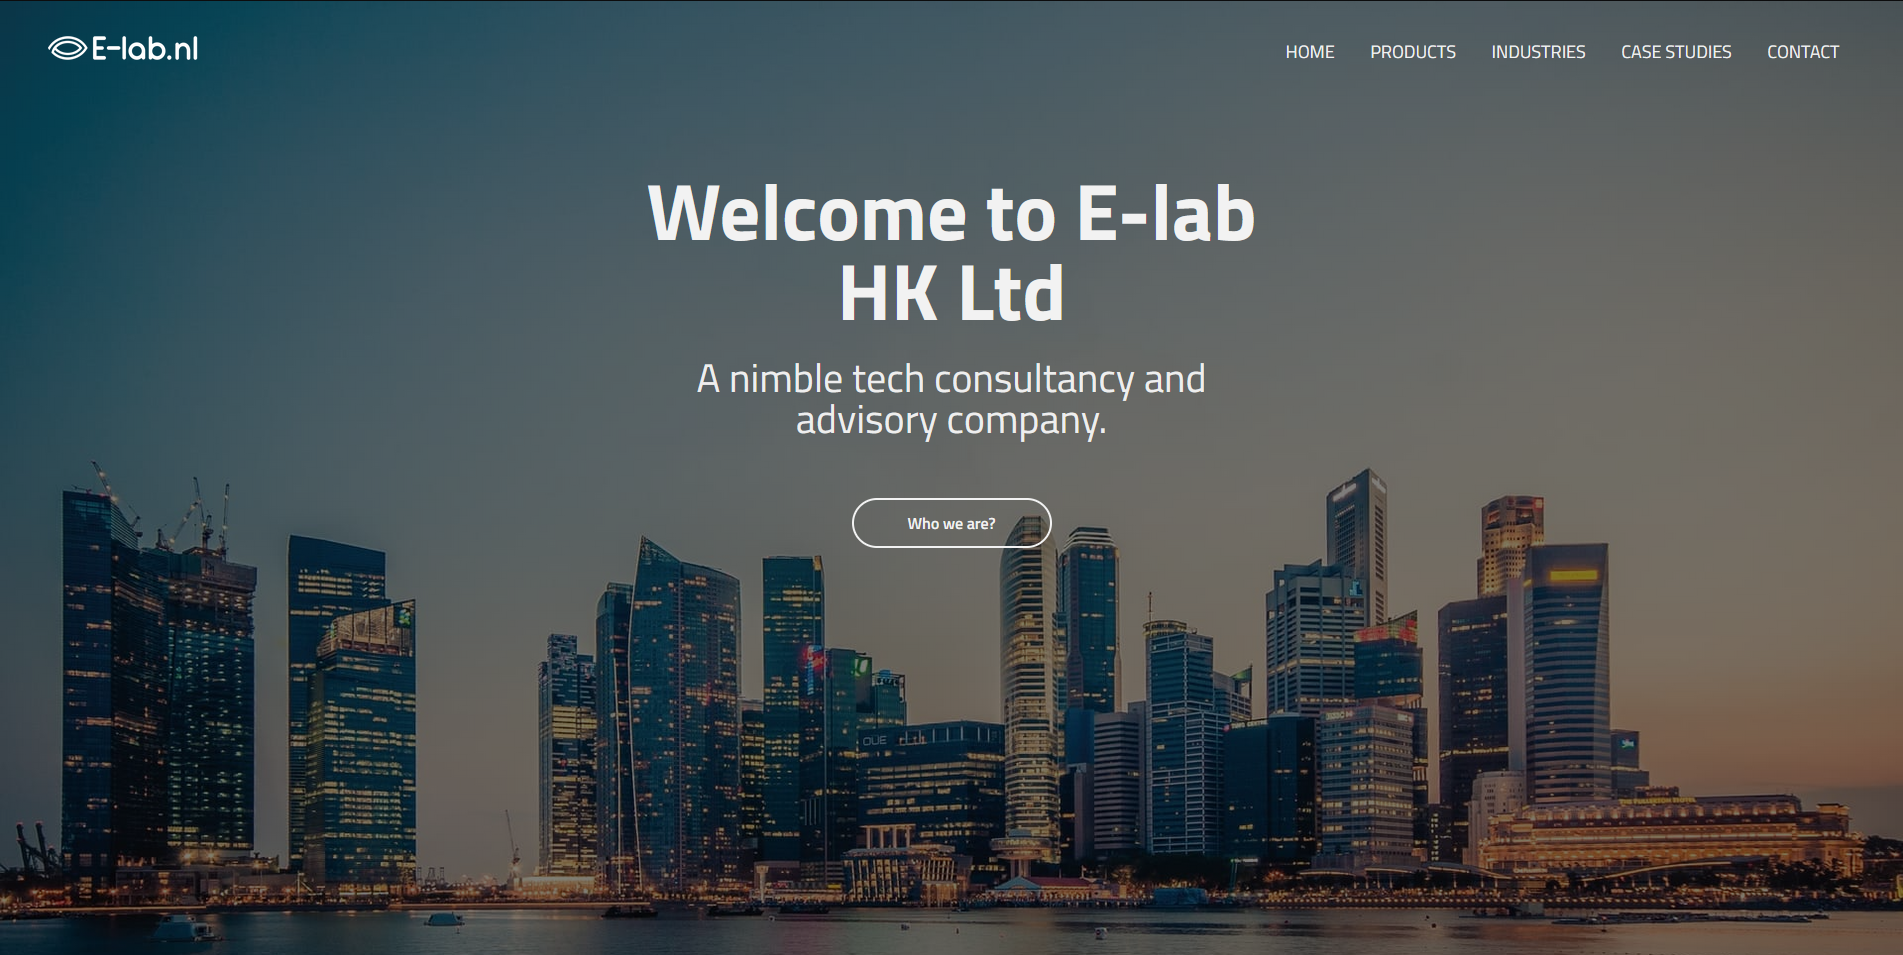 E-lab.nl
HOME
PRODUCTS
INDUSTRIES
CASE STUDIES
CONTACT
Welcome to E-lab
HK Ltd
A nimble tech consultancy and
advisory company.
Who we are?
OUE